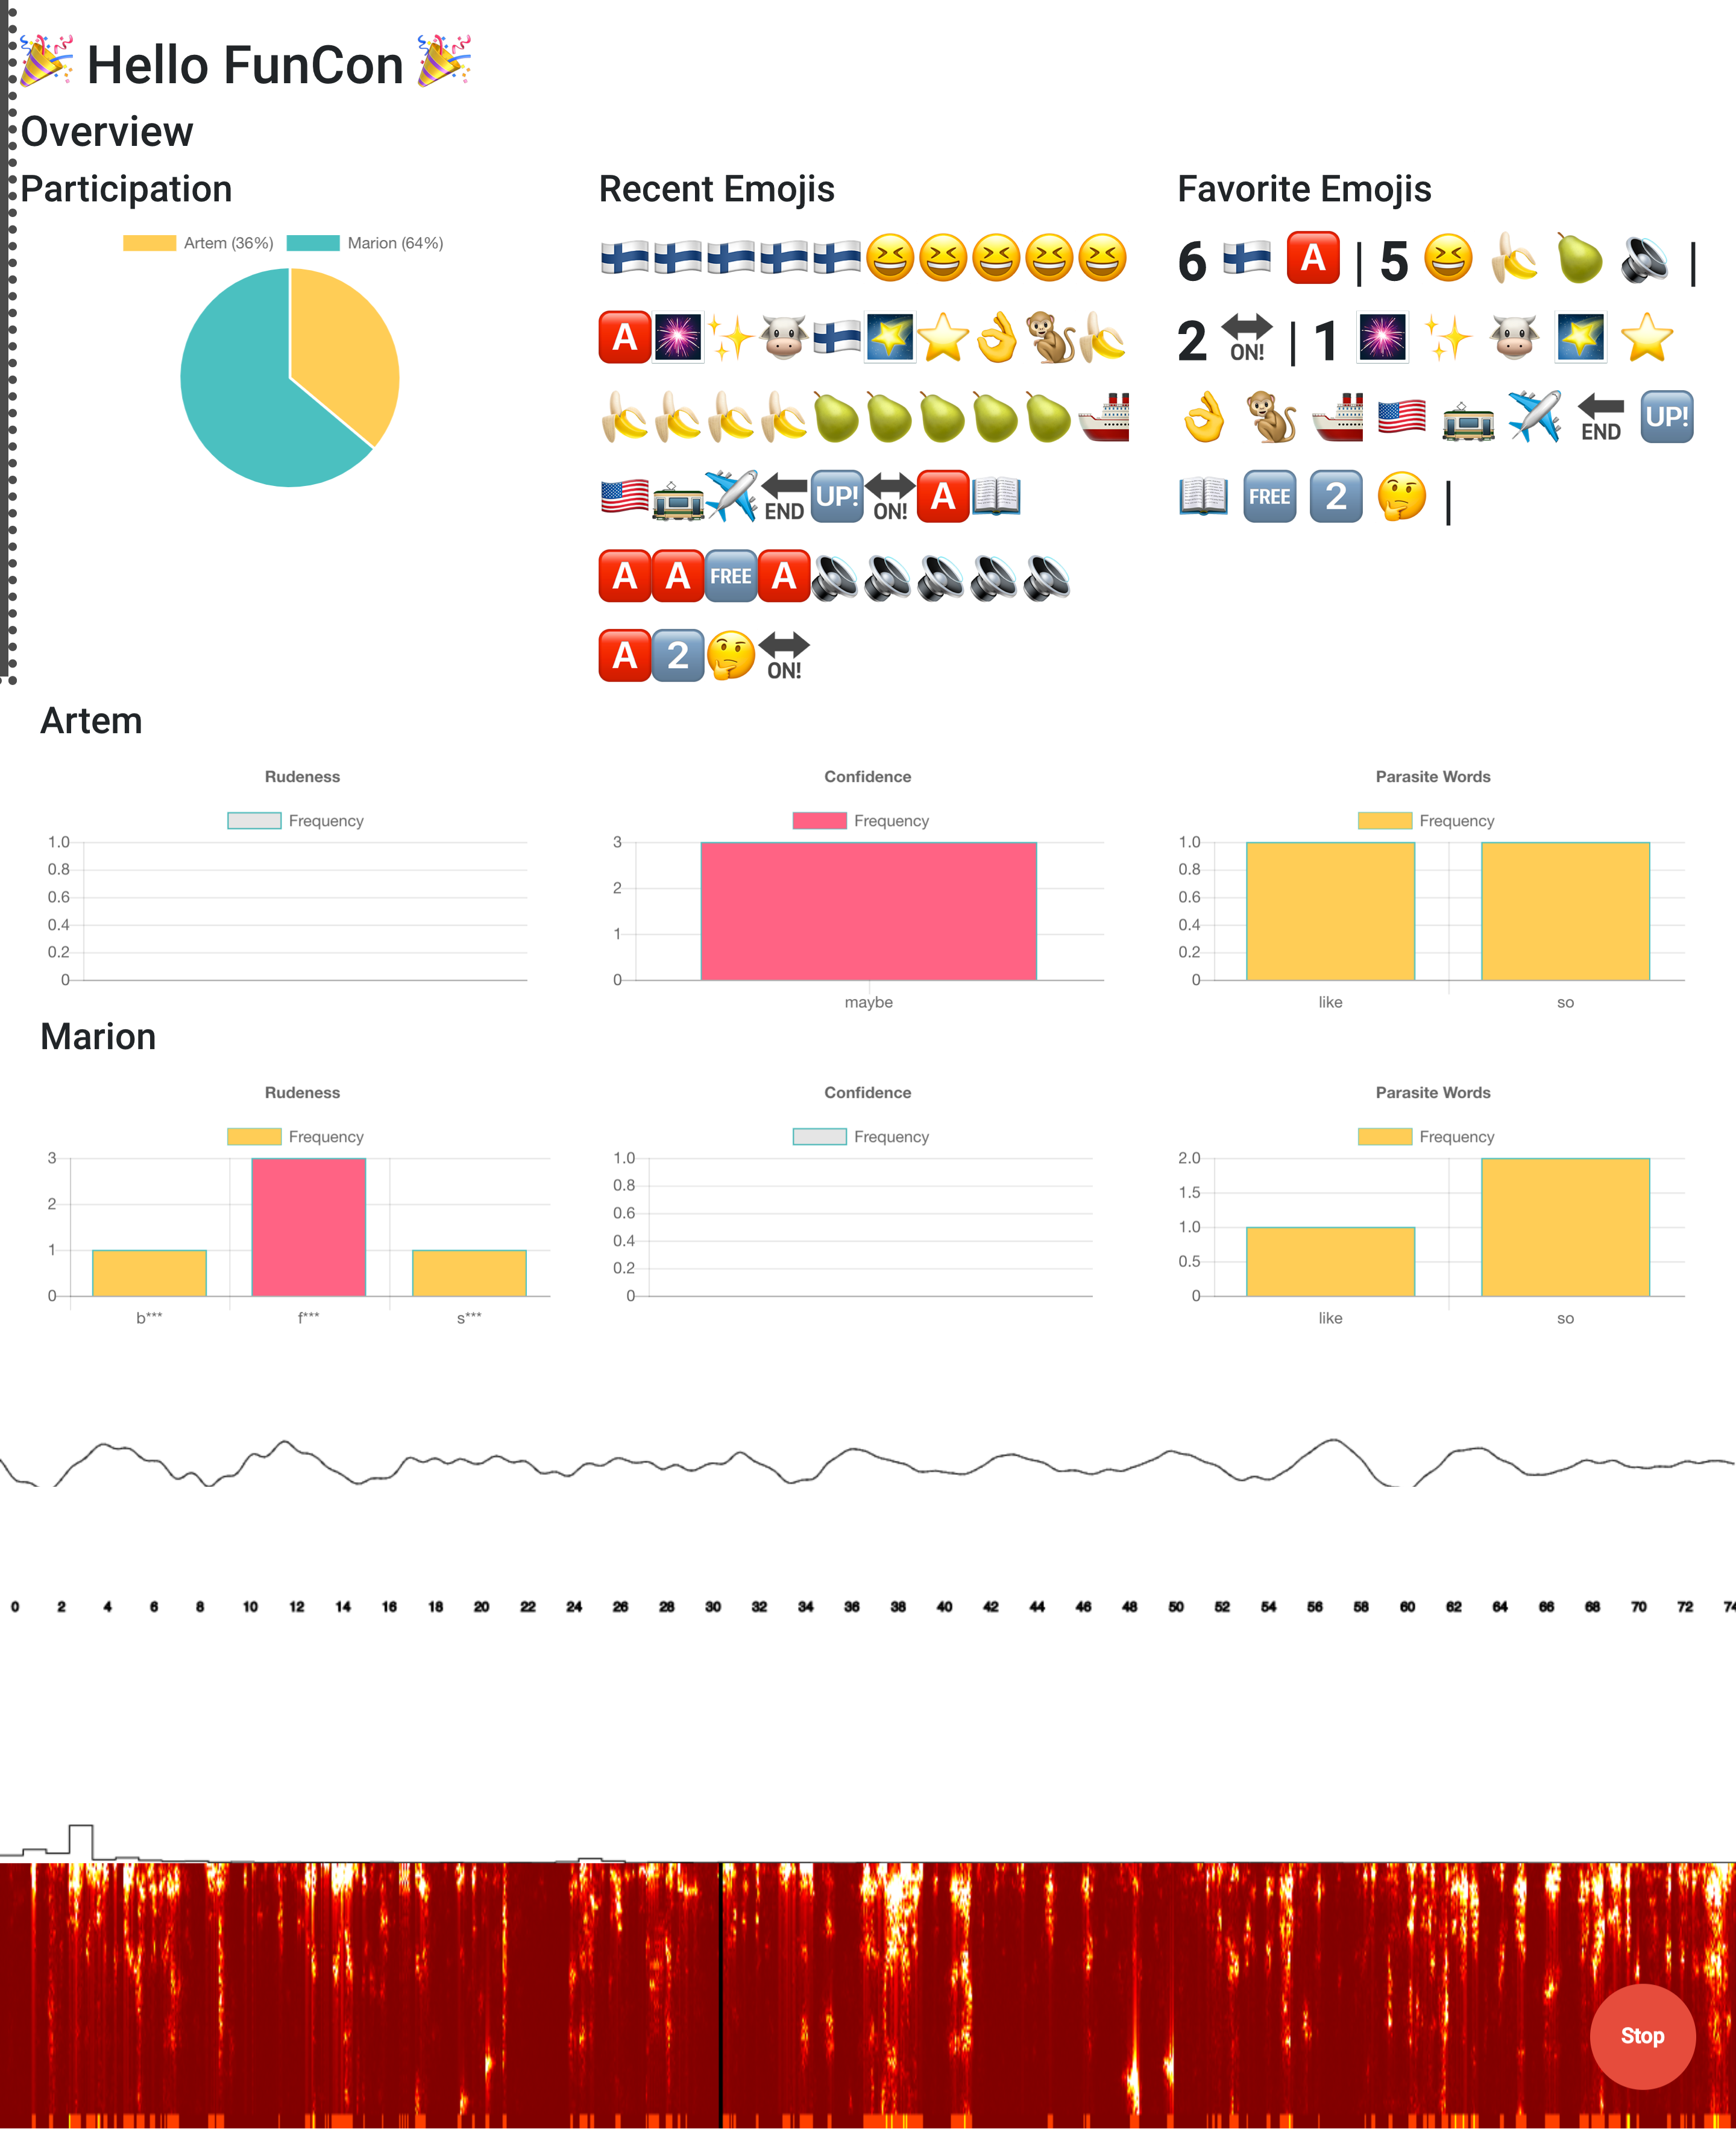 🎉 Hello FunCon 🎉
Overview
Participation
Artem (36%) Marion (64%)
Recent Emojis
🇫🇮🇫🇮🇫🇮🇫🇮🇫🇮😆😆😆😆😆
🅰️🎆✨🐮🇫🇮🌠⭐👌🐒🍌
🍌🍌🍌🍌🍐🍐🍐🍐🍐🚢
🇺🇸🚋✈️🔚🆙🔛🅰️📖
🅰️🅰️🆓🅰️🔈🔈🔈🔈🔈
🅰️2️⃣🤔🔛
Favorite Emojis
6 🇫🇮 🅰️ | 5 😆 🍌 🍐 🔈 |
2 🔛 | 1 🎆 ✨ 🐮 🌠 ⭐
👌 🐒 🚢 🇺🇸 🚋 ✈️ 🔚 🆙
📖 🆓 2️⃣ 🤔 |
Artem
Rudeness
Frequency
1.0
0.8
0.6
0.4
0.2
0
Confidence
Frequency
3
2
1
0
maybe
Parasite Words
Frequency
1.0
0.8
0.6
0.4
0.2
0
like so
Marion
Rudeness
Frequency
3
2
1
0
b*** f*** s***
Confidence
Frequency
1.0
0.8
0.6
0.4
0.2
0
Parasite Words
Frequency
2.0
1.5
1.0
0.5
0
like so
0 2 4 6 8 10 12 14 16 18 20 22 24 26 28 30 32 34 36 38 40 42 44 46 48 50 52 54 56 58 60 62 64 66 68 70 72 74
Stop